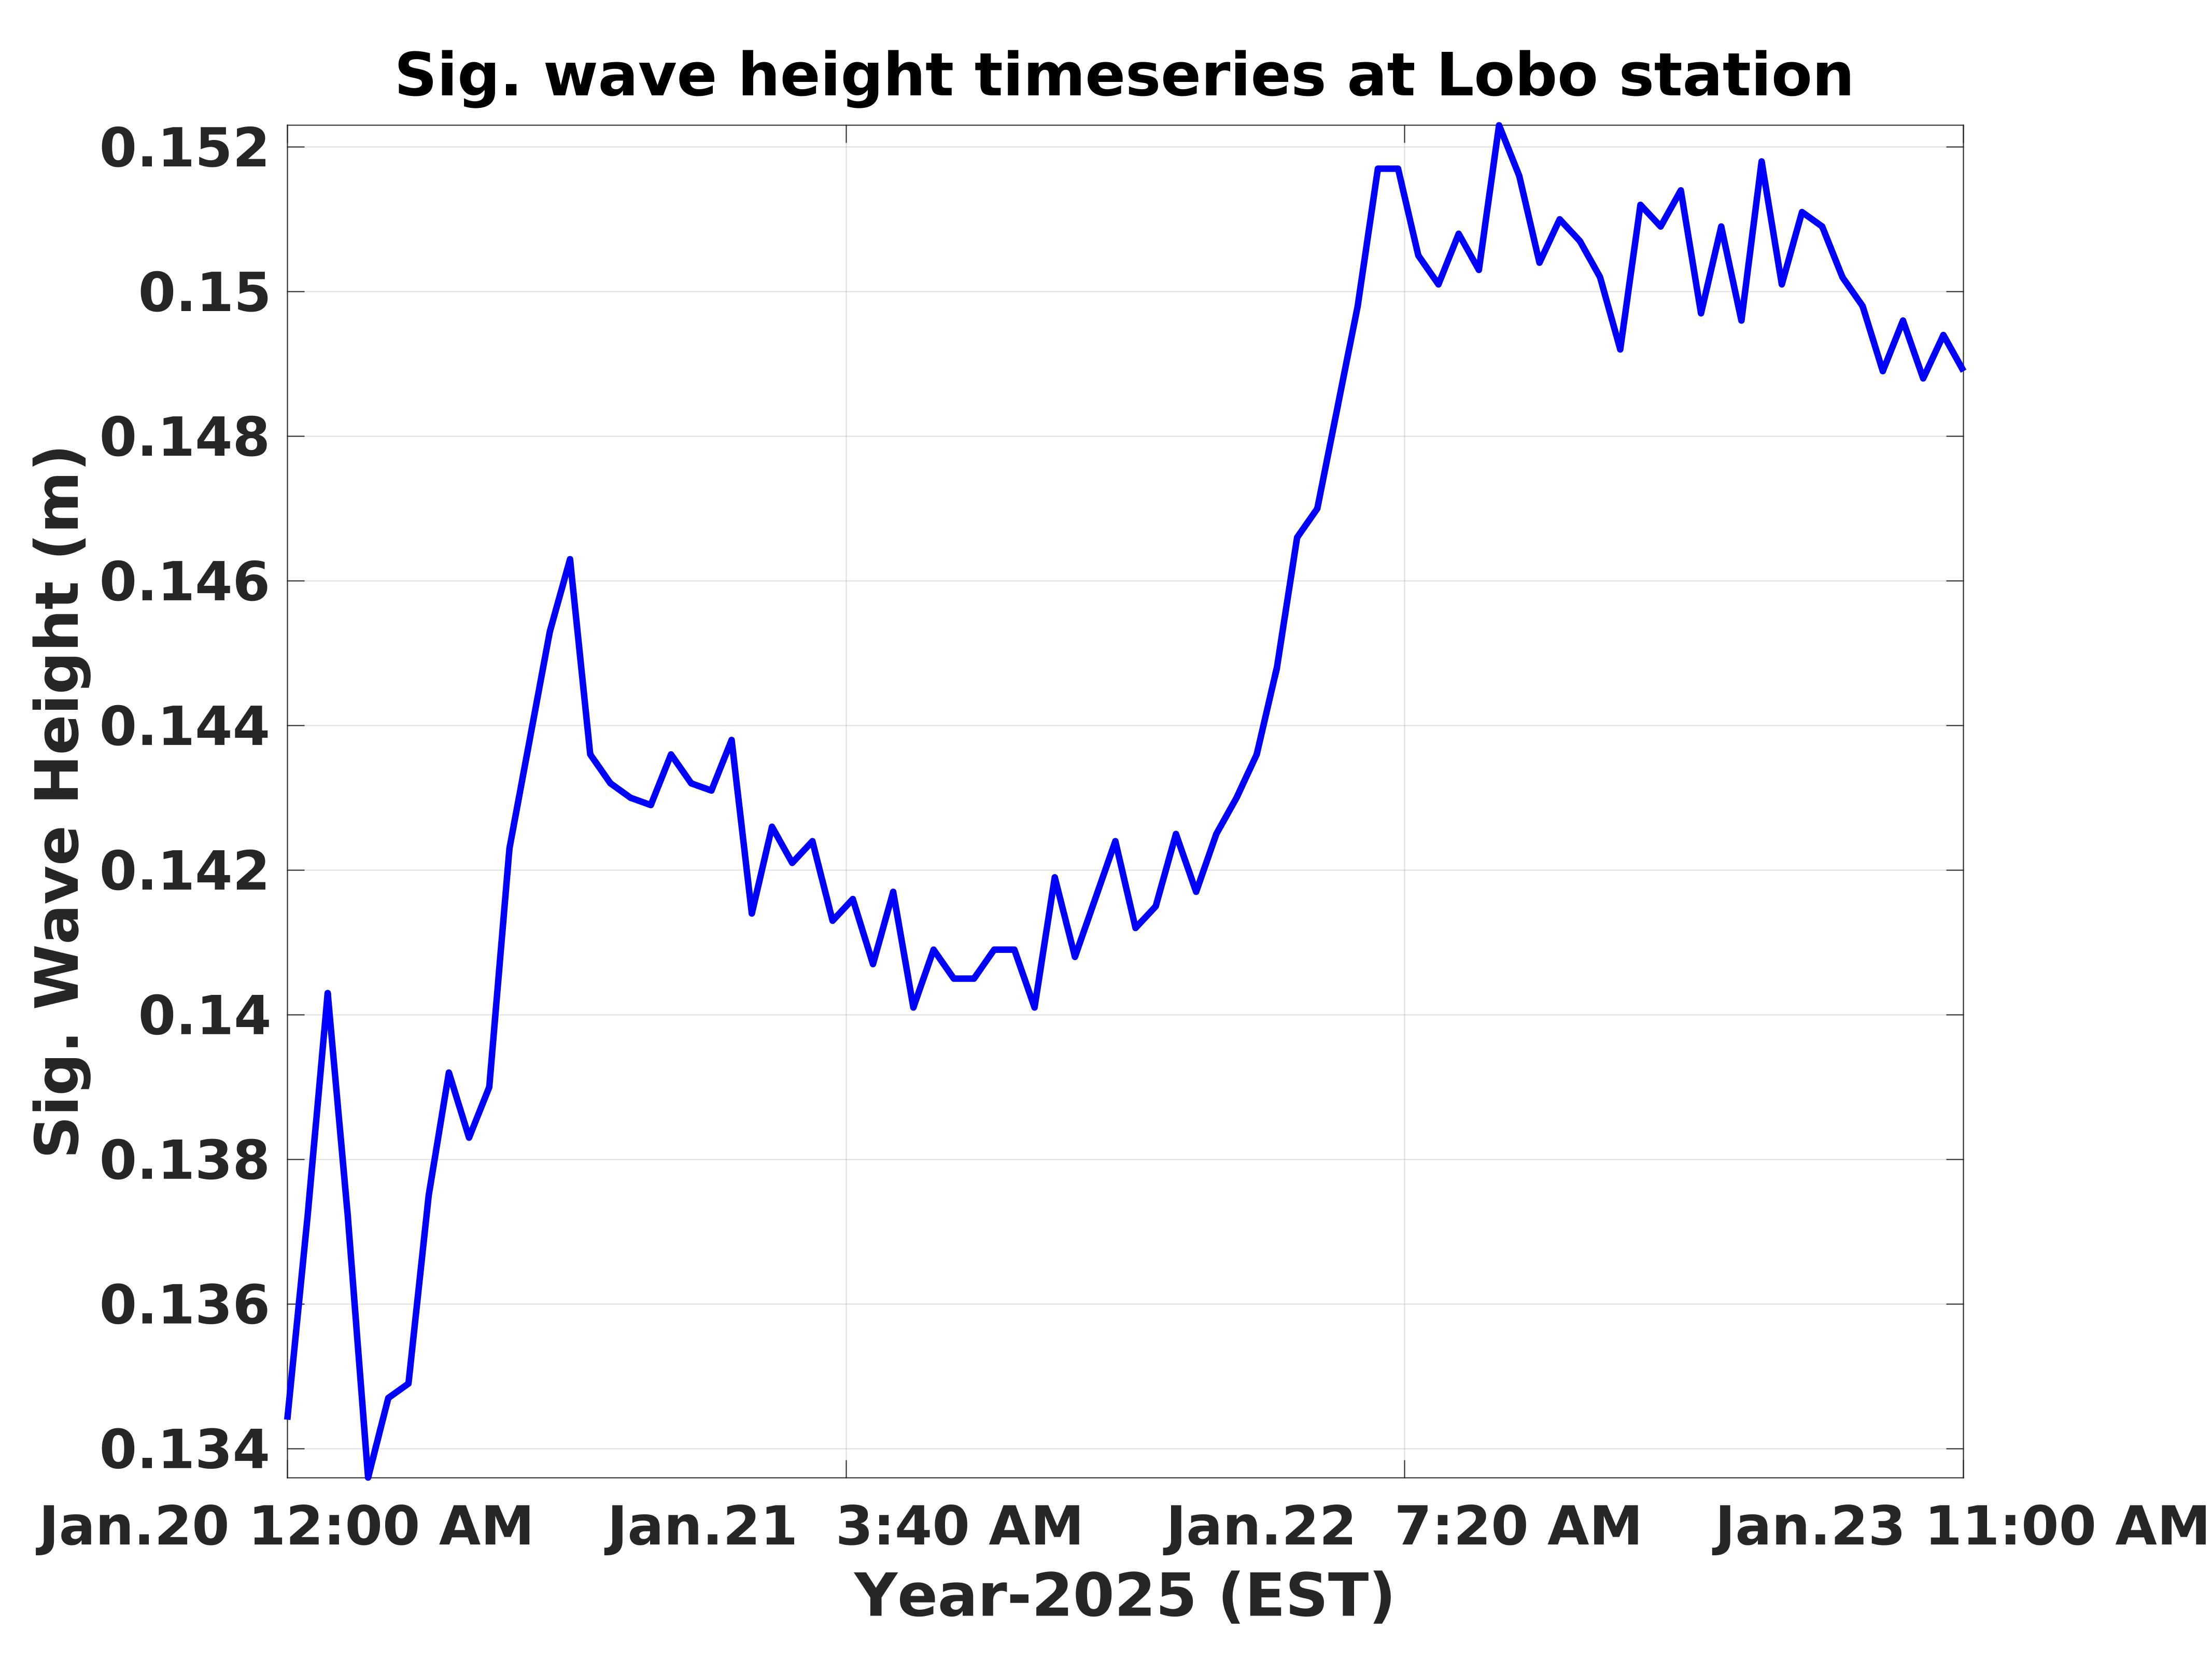 Sig. wave height timeseries at Lobo station
Sig. Wave Height (m)
0.152
0.15
0.148
0.146
0.144
0.142
0.14
0.138
0.136
0.134
Jan.20 12:00 AM Jan.21 3:40 AM Jan.22 7:20 AM Jan.23 11:00 AM
Year-2025 (EST)